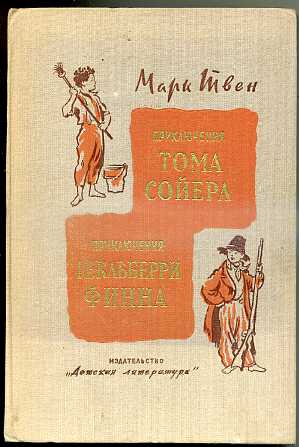 Марк Твен
ПРИКЛЮЧЕНИЯ
ТОМА
СОЙЕРА
ПРИКЛЮЧЕНИЯ
ГЕКЛЬБЕРРИ
ФИННА
ИЗДАТЕЛЬСТВО
„Детская литература"